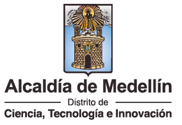 Alcaldía de Medellín
Distrito de
Ciencia, Tecnología e Innovación